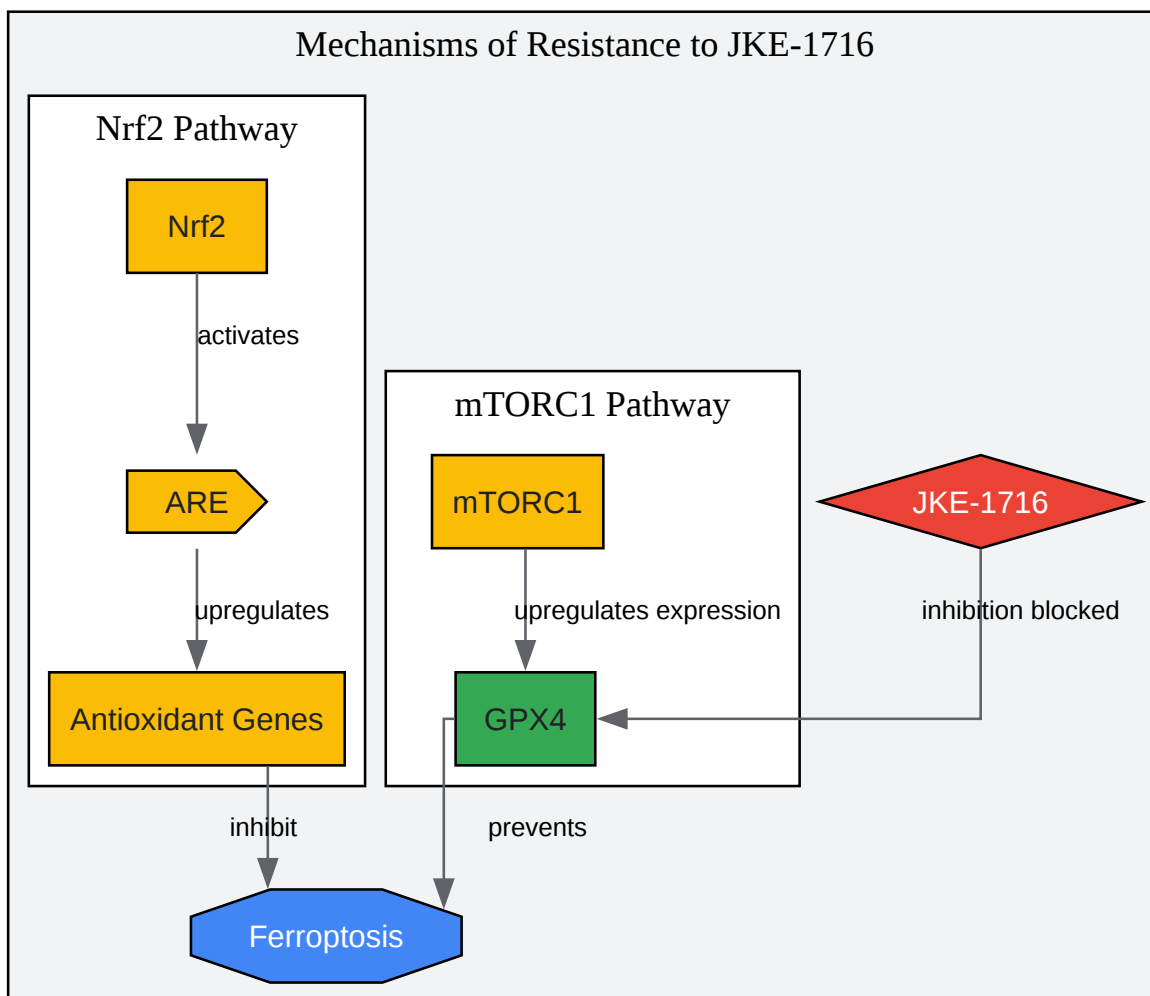 Mechanisms of Resistance to JKE-1716
Nrf2 Pathway
Nrf2
activates
ARE
upregulates
Antioxidant Genes
inhibit
mTORC1 Pathway
mTORC1
upregulates expression
GPX4
prevents
JKE-1716
inhibition blocked
Ferroptosis